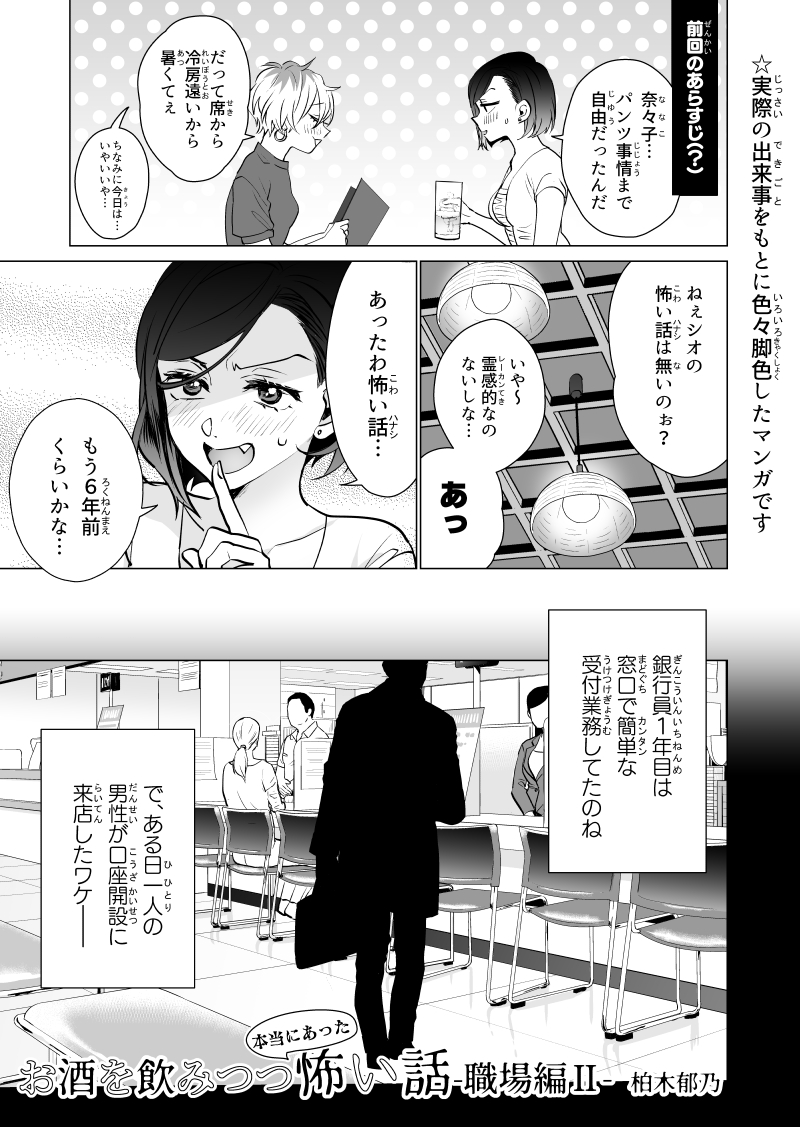 ☆実際の出来事をもとに色々脚色したマンガです
前回のあらすじ(？)
奈々子…
パンツ事情まで
自由だったんだ
だって席から
冷房遠いから
暑くてぇ
ちなみに今日は…
いやいいや…
ねぇシオの
怖い話は無いのぉ？
いや〜
霊感的なの
ないしな…
あっ
あったわ怖い話…
もう6年前
くらいかな…
銀行員1年目は
窓口で簡単な
受付業務してたのね
で、ある日一人の
男性が口座開設に
来店したワケ――
本当にあった
お酒を飲みつつ怖い話-職場編Ⅱ- 柏木郁乃